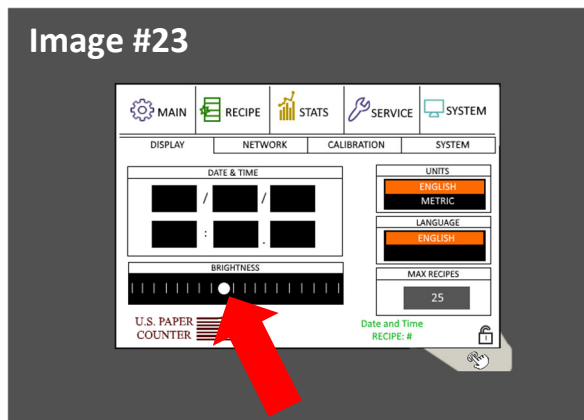 Image #23
MAIN
RECIPE
STATS
SERVICE
SYSTEM
DISPLAY
NETWORK
CALIBRATION
SYSTEM
DATE & TIME
/ /
: .
BRIGHTNESS
UNITS
ENGLISH
METRIC
LANGUAGE
ENGLISH
MAX RECIPES
25
U.S. PAPER
COUNTER
Date and Time
RECIPE: #